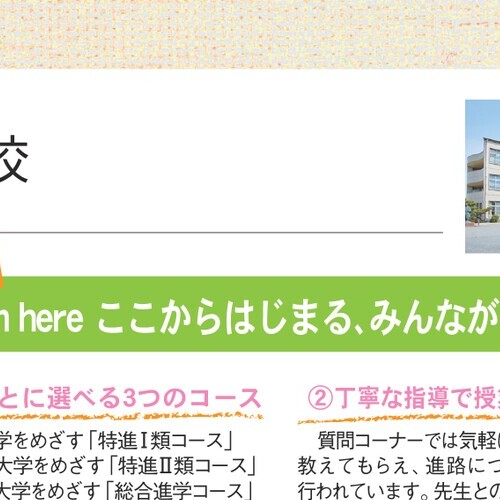 校
n here ここからはじまる、みんなが
とに選べる3つのコース
学をめざす「特進Ⅰ類コース」
大学をめざす「特進Ⅱ類コース」
大学をめざす「総合進学コース」
②丁寧な指導で授
質問コーナーでは気軽に
教えてもらえ、進路につ
行われています。先生との